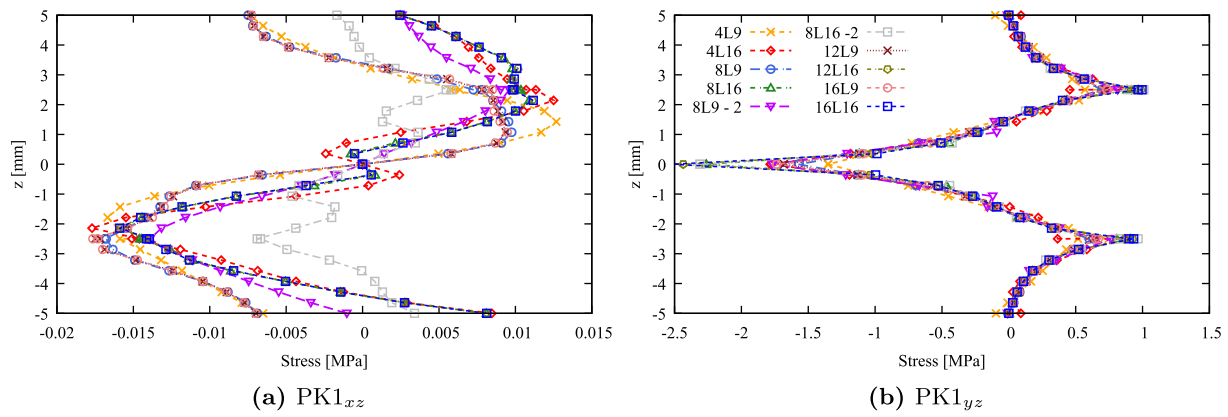 5
4
3
2
1
0
-1
-2
-3
-4
-5
z [mm]
-0.02
-0.015
-0.01
-0.005
0
0.005
0.01
0.015
Stress [MPa]
(a) PK1xz
5
4
3
2
1
0
-1
-2
-3
-4
-5
z [mm]
4L9
4L16
8L9
8L16
8L9 - 2
8L16 -2
12L9
12L16
16L9
16L16
-2.5
-2
-1.5
-1
-0.5
0
0.5
1
1.5
Stress [MPa]
(b) PK1yz